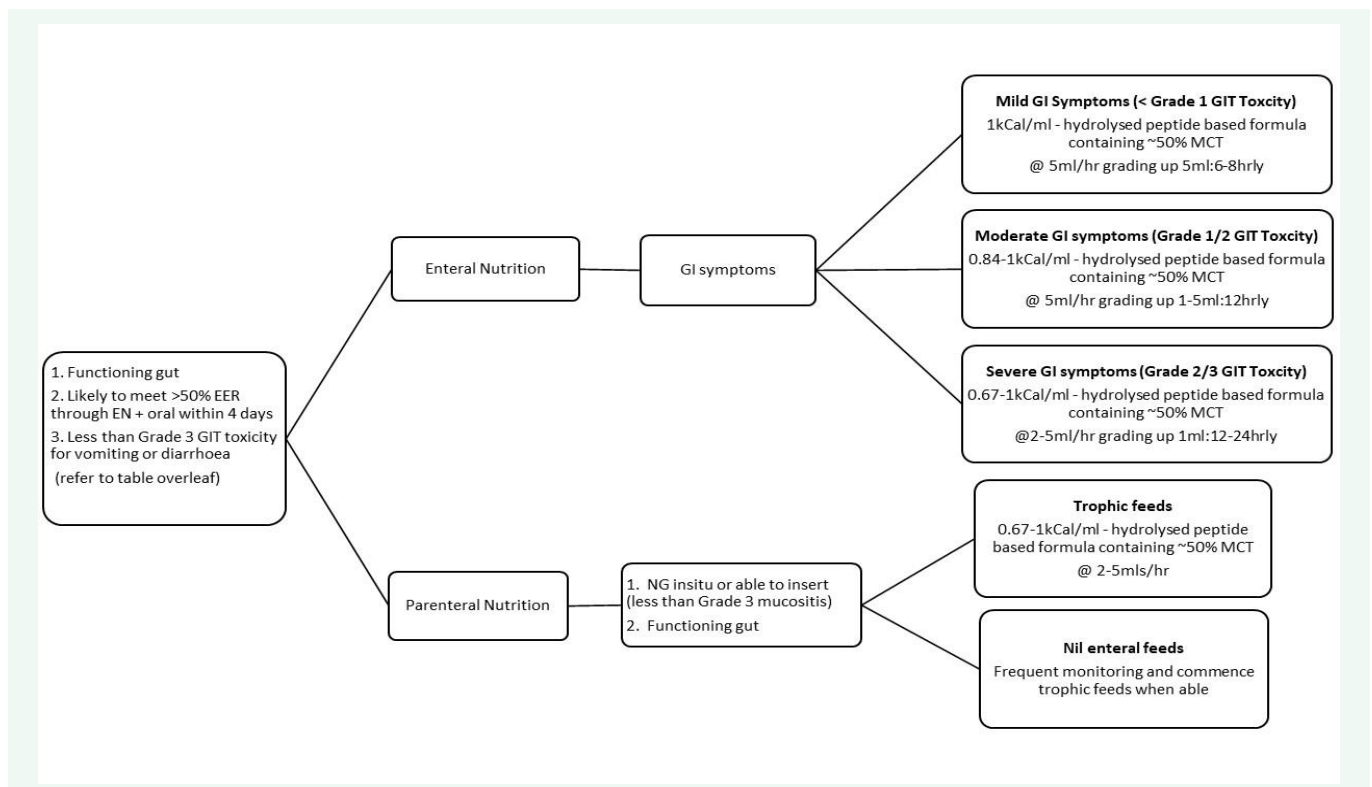 1. Functioning gut
2. Likely to meet >50% EER
through EN + oral within 4 days
3. Less than Grade 3 GIT toxicity
for vomiting or diarrhoea
(refer to table overleaf)
Enteral Nutrition
GI symptoms
Mild GI Symptoms (< Grade 1 GIT Toxcity)
1kCal/ml - hydrolysed peptide based formula
containing ~50% MCT
@ 5ml/hr grading up 5ml:6-8hrly
Moderate GI symptoms (Grade 1/2 GIT Toxcity)
0.84-1kCal/ml - hydrolysed peptide based formula
containing ~50% MCT
@ 5ml/hr grading up 1-5ml:12hrly
Severe GI symptoms (Grade 2/3 GIT Toxcity)
0.67-1kCal/ml - hydrolysed peptide based formula
containing ~50% MCT
@2-5ml/hr grading up 1ml:12-24hrly
Parenteral Nutrition
1. NG insitu or able to insert
(less than Grade 3 mucositis)
2. Functioning gut
Trophic feeds
0.67-1kCal/ml - hydrolysed peptide
based formula containing ~50% MCT
@ 2-5mls/hr
Nil enteral feeds
Frequent monitoring and commence
trophic feeds when able